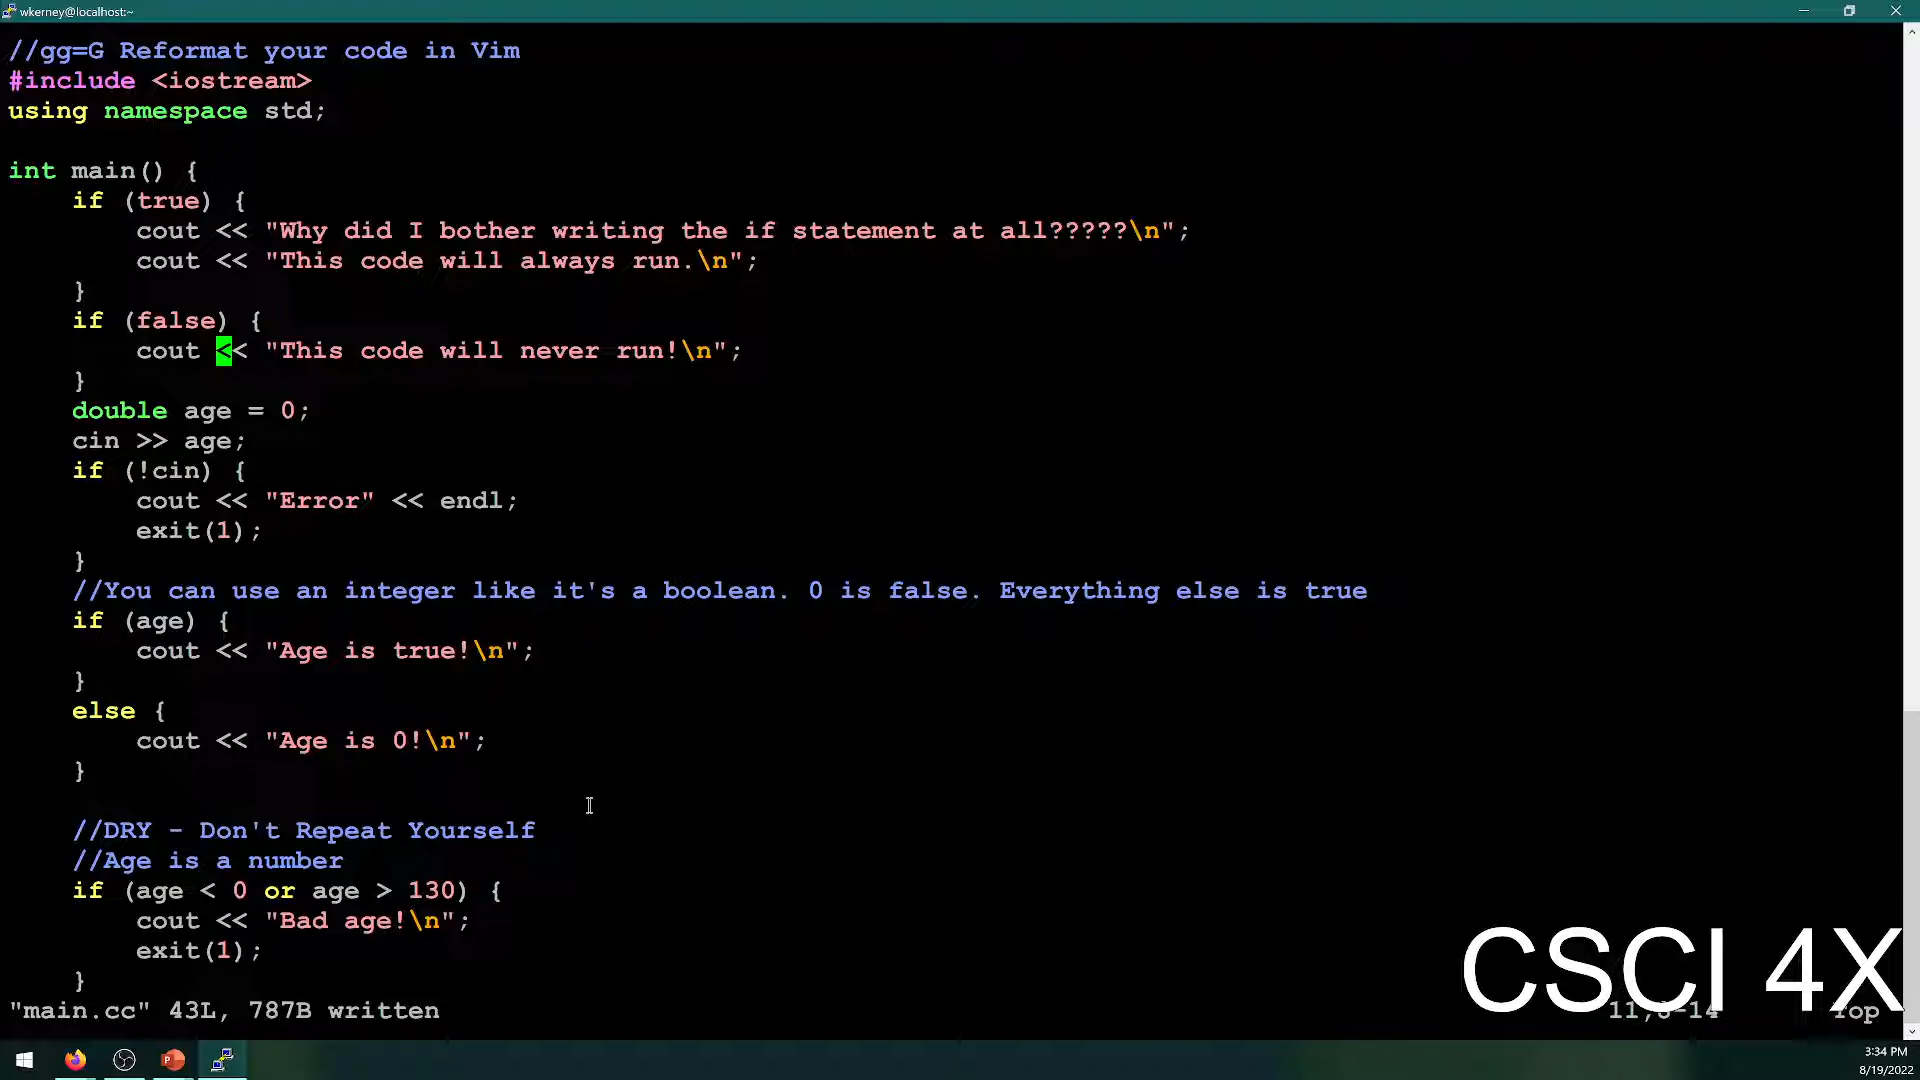 wkerney@localhost:~
//gg=G Reformat your code in Vim
#include <iostream>
using namespace std;
int main() {
    if (true) {
        cout << "Why did I bother writing the if statement at all?????\n";
        cout << "This code will always run.\n";
    }
    if (false) {
        cout << "This code will never run!\n";
    }
    double age = 0;
    cin >> age;
    if (!cin) {
        cout << "Error" << endl;
        exit(1);
    }
    //You can use an integer like it's a boolean. 0 is false. Everything else is true
    if (age) {
        cout << "Age is true!\n";
    }
    else {
        cout << "Age is 0!\n";
    }
    //DRY - Don't Repeat Yourself
    //Age is a number
    if (age < 0 or age > 130) {
        cout << "Bad age!\n";
        exit(1);
    }
CSCI 4X
"main.cc" 43L, 787B written
Top
3:34 PM
8/19/2022